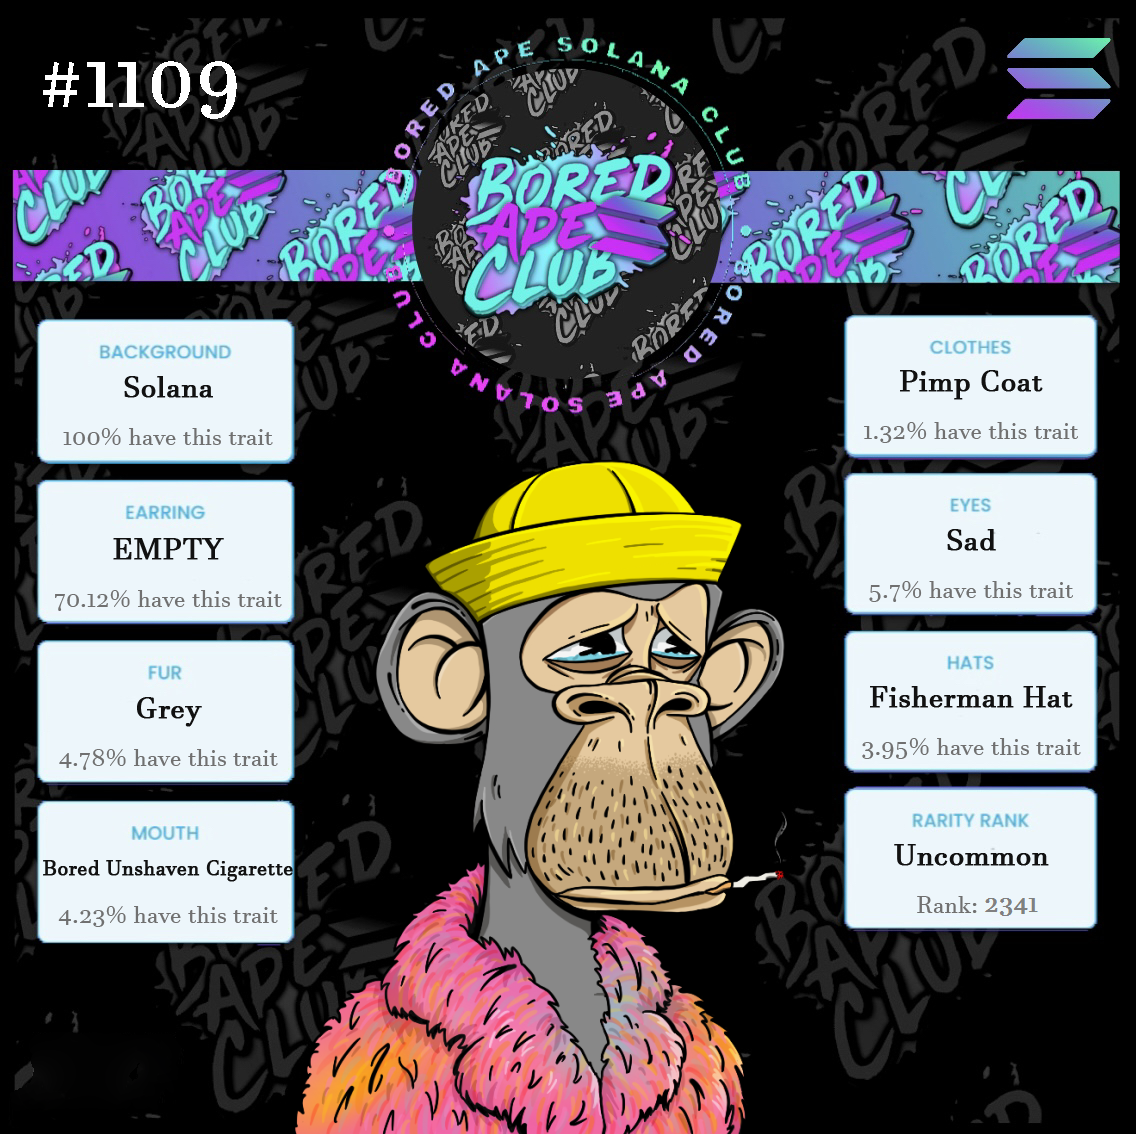 #1109
BORED APE SOLANA CLUB
BORED
APE
CLUB
BORED APE SOLANA CLUB
BACKGROUND
Solana
100% have this trait
EARRING
EMPTY
70.12% have this trait
FUR
Grey
4.78% have this trait
MOUTH
Bored Unshaven Cigarette
4.23% have this trait
CLOTHES
Pimp Coat
1.32% have this trait
EYES
Sad
5.7% have this trait
HATS
Fisherman Hat
3.95% have this trait
RARITY RANK
Uncommon
Rank: 2341